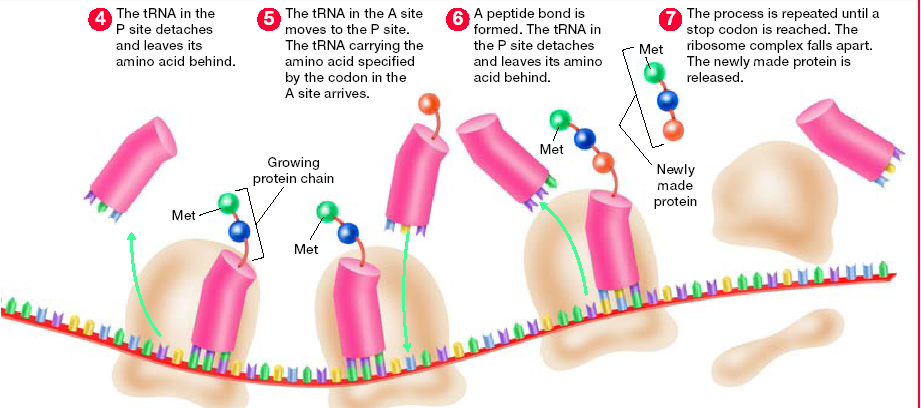 4 The tRNA in the
P site detaches
and leaves its
amino acid behind.
5 The tRNA in the A site
moves to the P site.
The tRNA carrying the
amino acid specified
by the codon in the
A site arrives.
6 A peptide bond is
formed. The tRNA in
the P site detaches
and leaves its amino
acid behind.
7 The process is repeated until a
stop codon is reached. The
ribosome complex falls apart.
The newly made protein is
released.
Growing
protein chain
Met
Met
Met
Met
Newly
made
protein